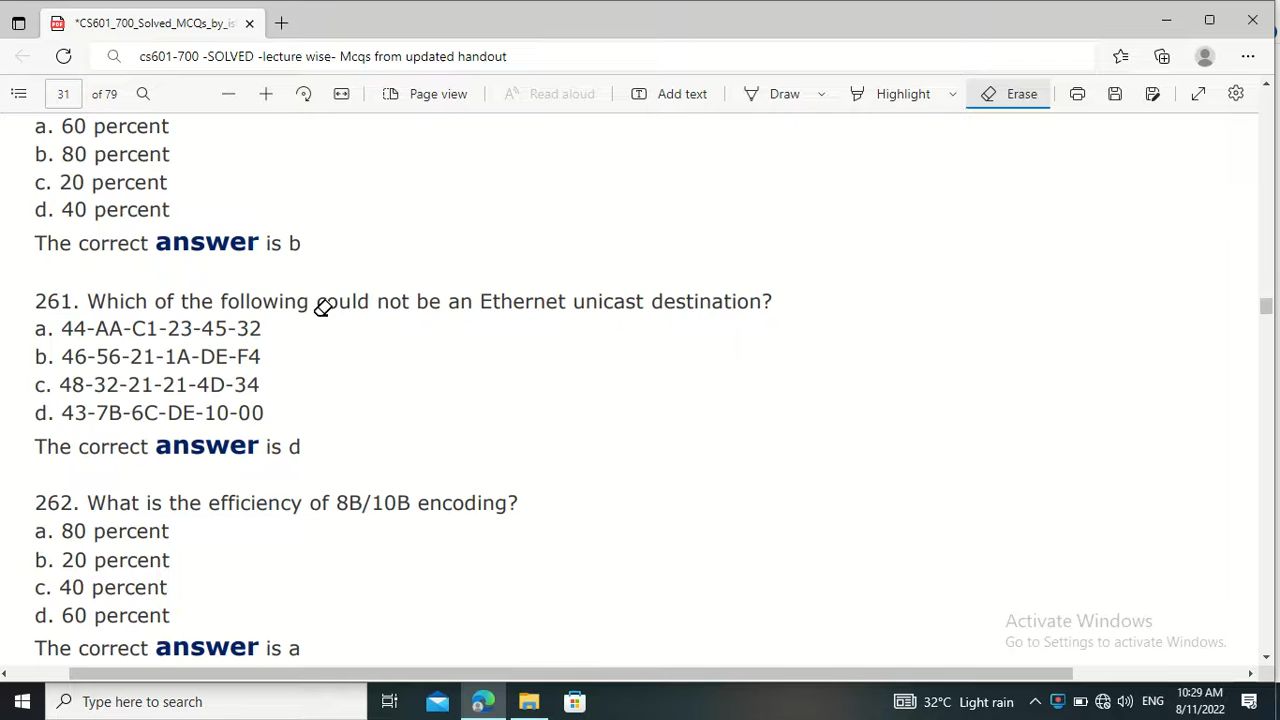 *CS601_700_Solved_MCQs_by_is
cs601-700 -SOLVED -lecture wise- Mcqs from updated handout
31 of 79 Page view Read aloud Add text Draw Highlight Erase
a. 60 percent
b. 80 percent
c. 20 percent
d. 40 percent
The correct answer is b
261. Which of the following could not be an Ethernet unicast destination?
a. 44-AA-C1-23-45-32
b. 46-56-21-1A-DE-F4
c. 48-32-21-21-4D-34
d. 43-7B-6C-DE-10-00
The correct answer is d
262. What is the efficiency of 8B/10B encoding?
a. 80 percent
b. 20 percent
c. 40 percent
d. 60 percent
The correct answer is a
Activate Windows
Go to Settings to activate Windows.
Type here to search 32°C Light rain ENG 10:29 AM
8/11/2022